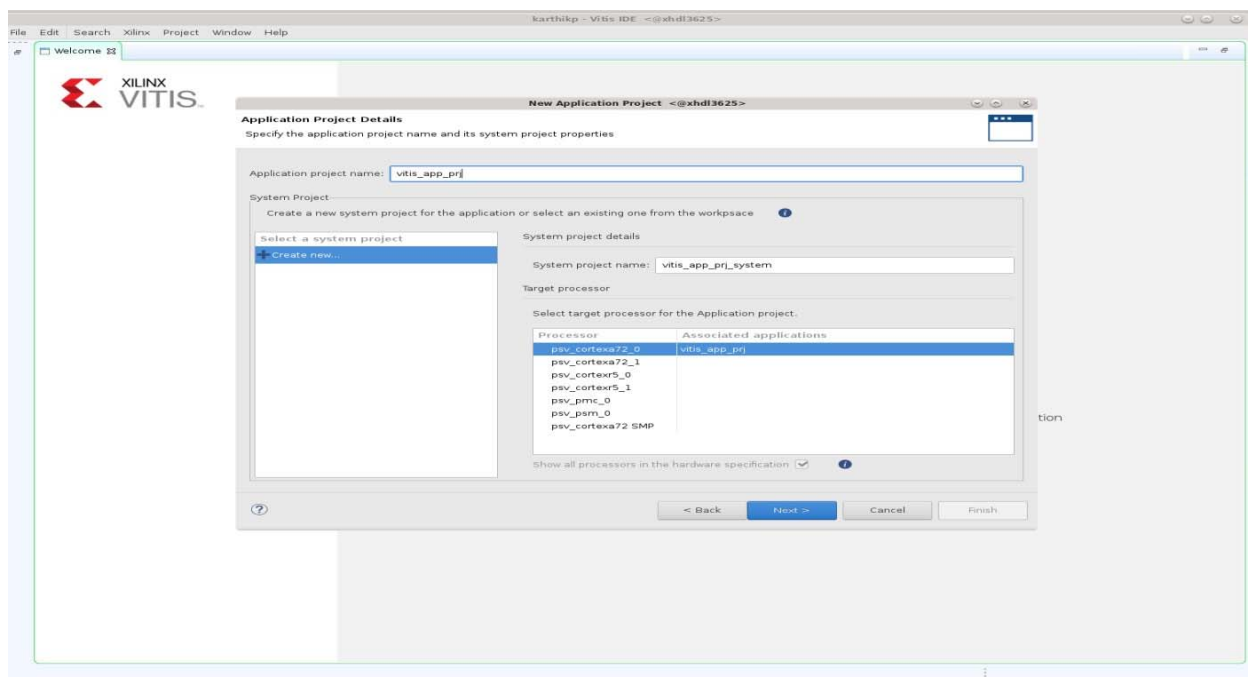 karthikp - Vitis IDE <@xhdl3625>
File Edit Search Xilinx Project Window Help
Welcome
XILINX
VITIS
New Application Project <@xhdl3625>
Application Project Details
Specify the application project name and its system project properties
Application project name: vitis_app_prj
System Project
Create a new system project for the application or select an existing one from the workpsace
Select a system project
Create new...
System project details
System project name: vitis_app_prj_system
Target processor
Select target processor for the Application project.
Processor Associated applications
psv_cortexa72_0 vitis_app_prj
psv_cortexa72_1
psv_cortexr5_0
psv_cortexr5_1
psv_pmc_0
psv_psm_0
psv_cortexa72 SMP
tion
Show all processors in the hardware specification
< Back Next > Cancel Finish